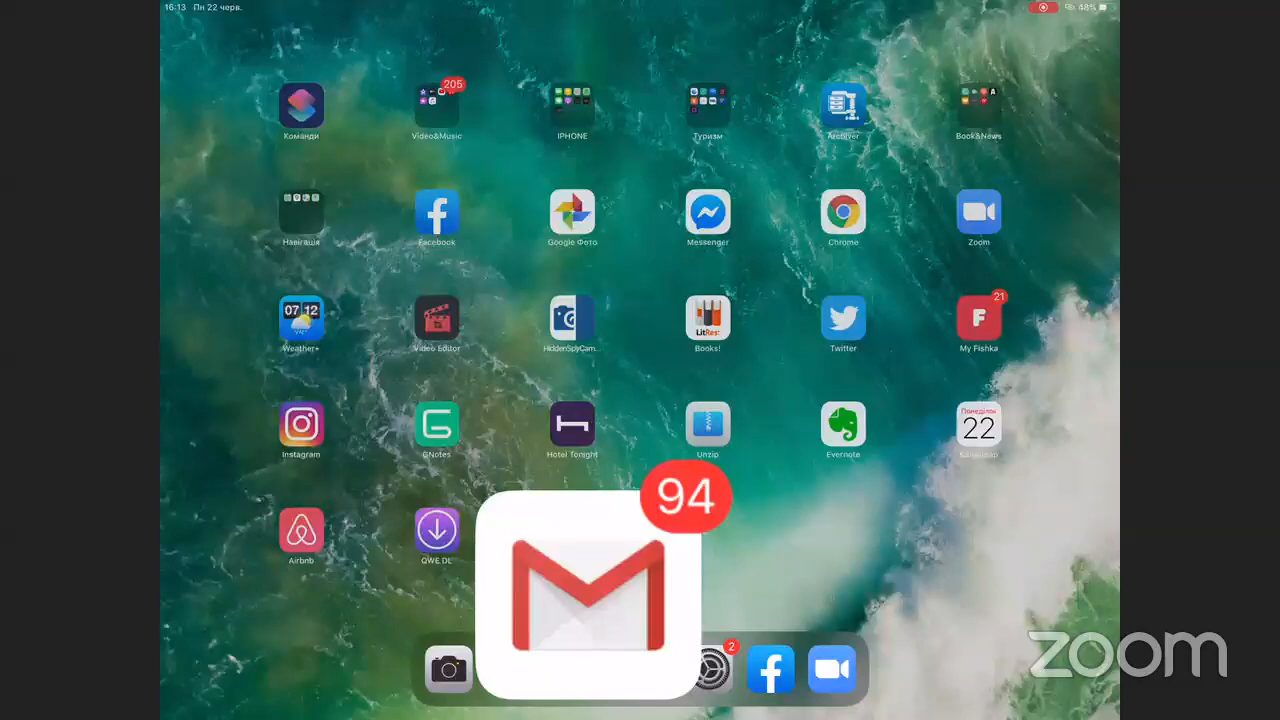 16:13 Пн 22 черв.
48%
205
Команди
Video&Music
IPHONE
Туризм
Archiver
Book&News
Навігація
Facebook
Google Фото
Messenger
Chrome
Zoom
07 12
21
Weather+
Video Editor
HiddenSpyCam...
LitRes:
Books!
Twitter
My Fishka
Понеділок
22
Instagram
GNotes
Hotel Tonight
Unzip
Evernote
Календар
94
Airbnb
QWE DL
2
zoom